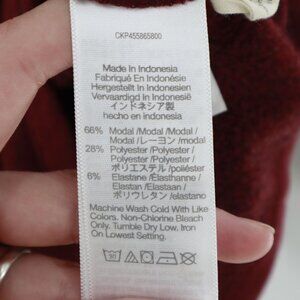 CKP455865800
Made In Indonesia
Fabriqué En Indonésie
Hergestellt In Indonesien
Vervaardigd In Indonesië
インドネシア製
hecho en indonesia
66% Modal /Modal /Modal /
Modal /レーヨン /modal
28% Polyester /Polyester /
Polyester /Polyester /
ポリエステル /poliéster
6% Elastane /Élasthanne /
Elastan /Elastaan /
ポリウレタン /elastano
Machine Wash Cold With Like
Colors. Non-Chlorine Bleach
Only. Tumble Dry Low. Iron
On Lowest Setting.